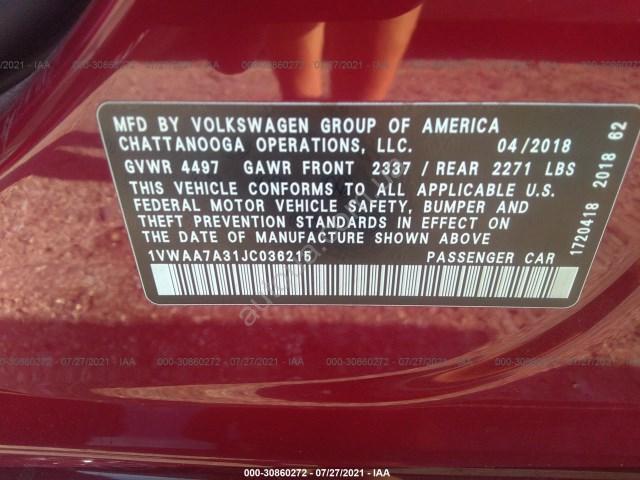 MFD BY VOLKSWAGEN GROUP OF AMERICA
CHATTANOOGA OPERATIONS, LLC. 04/2018
GVWR 4497 GAWR FRONT 2337 / REAR 2271 LBS
THIS VEHICLE CONFORMS TO ALL APPLICABLE U.S.
FEDERAL MOTOR VEHICLE SAFETY, BUMPER AND
THEFT PREVENTION STANDARDS IN EFFECT ON
THE DATE OF MANUFACTURE SHOWN ABOVE
1VWAA7A31JC036215 PASSENGER CAR
1720418 2018 62
000-30860272 - 07/27/2021 - IAA